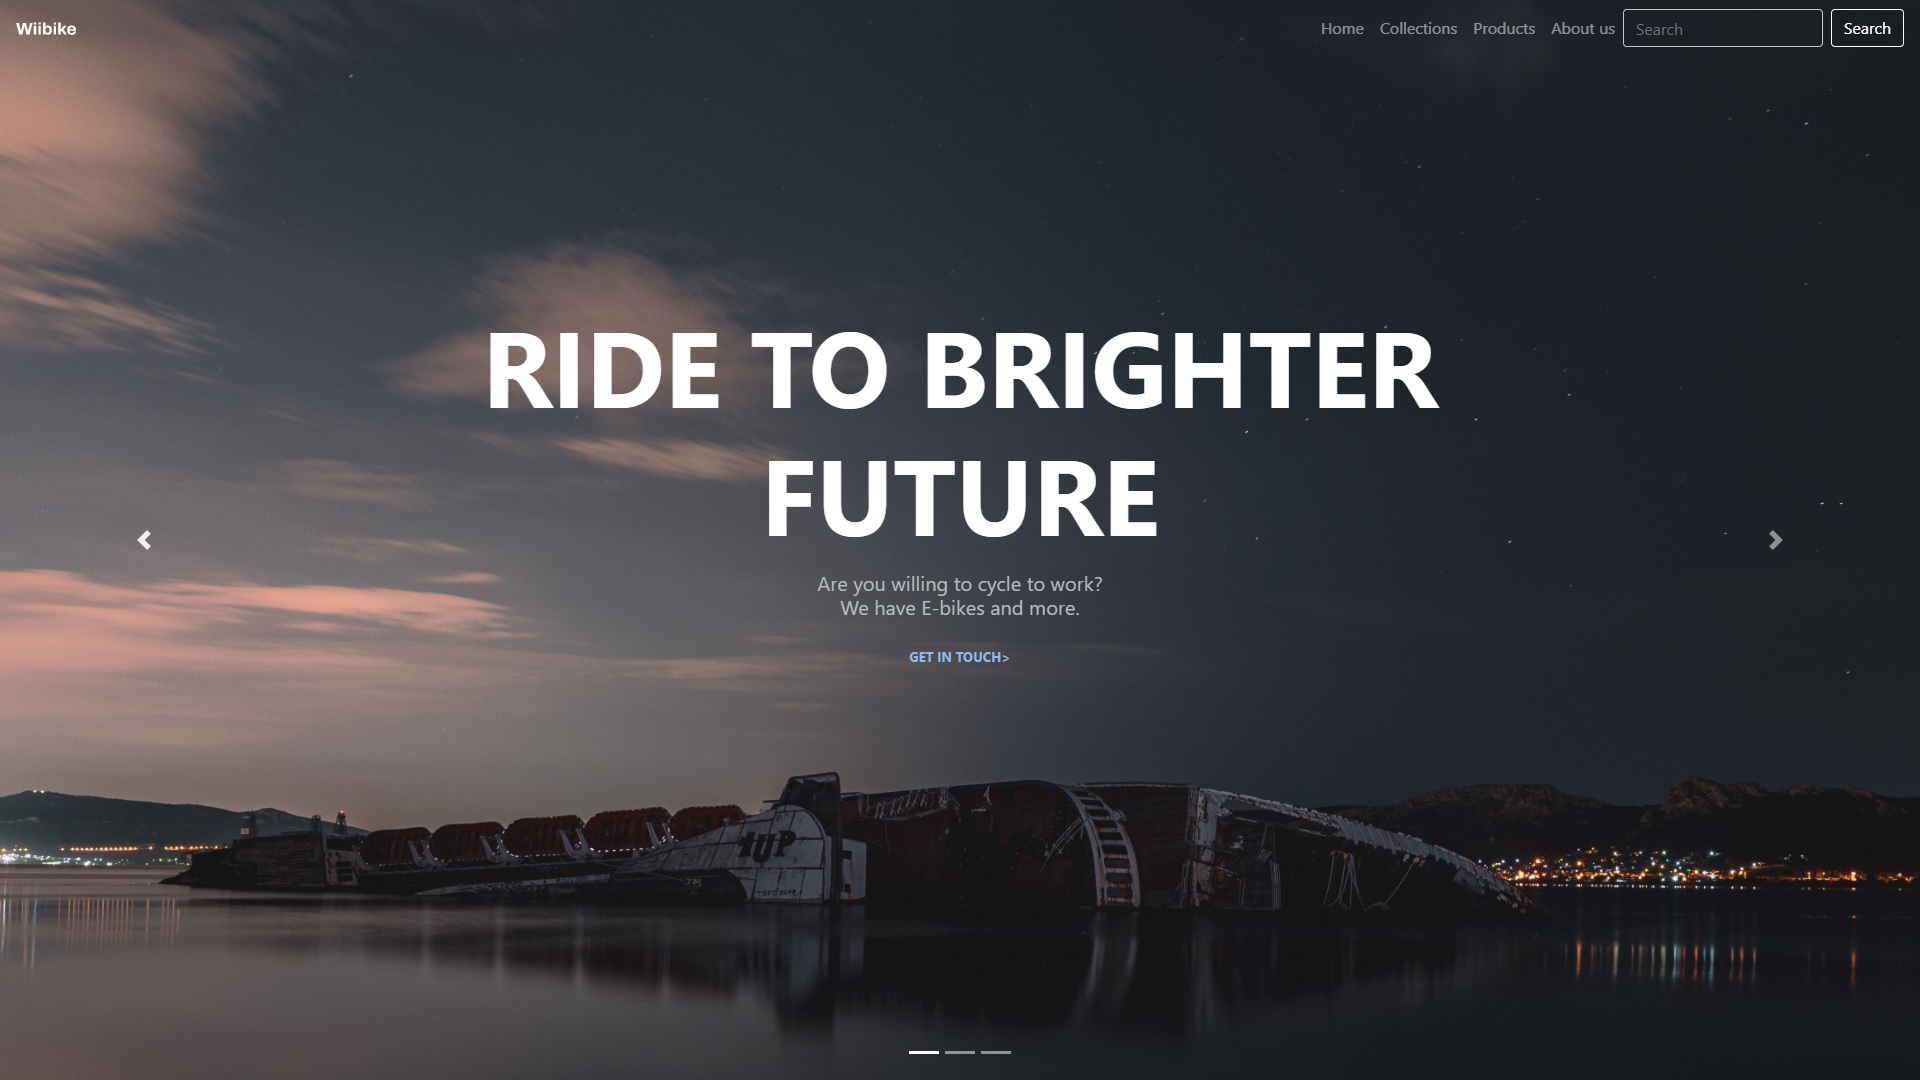 Wiibike
Home Collections Products About us Search Search
RIDE TO BRIGHTER
FUTURE
Are you willing to cycle to work?
We have E-bikes and more.
GET IN TOUCH>